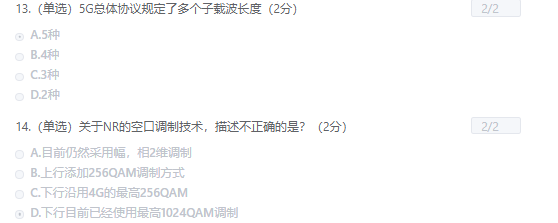 13.（单选）5G总体协议规定了多个子载波长度（2分）
2/2
A.5种
B.4种
C.3种
D.2种
14.（单选）关于NR的空口调制技术，描述不正确的是？（2分）
2/2
A.目前仍然采用幅，相2维调制
B.上行添加256QAM调制方式
C.下行沿用4G的最高256QAM
D.下行目前已经使用最高1024QAM调制